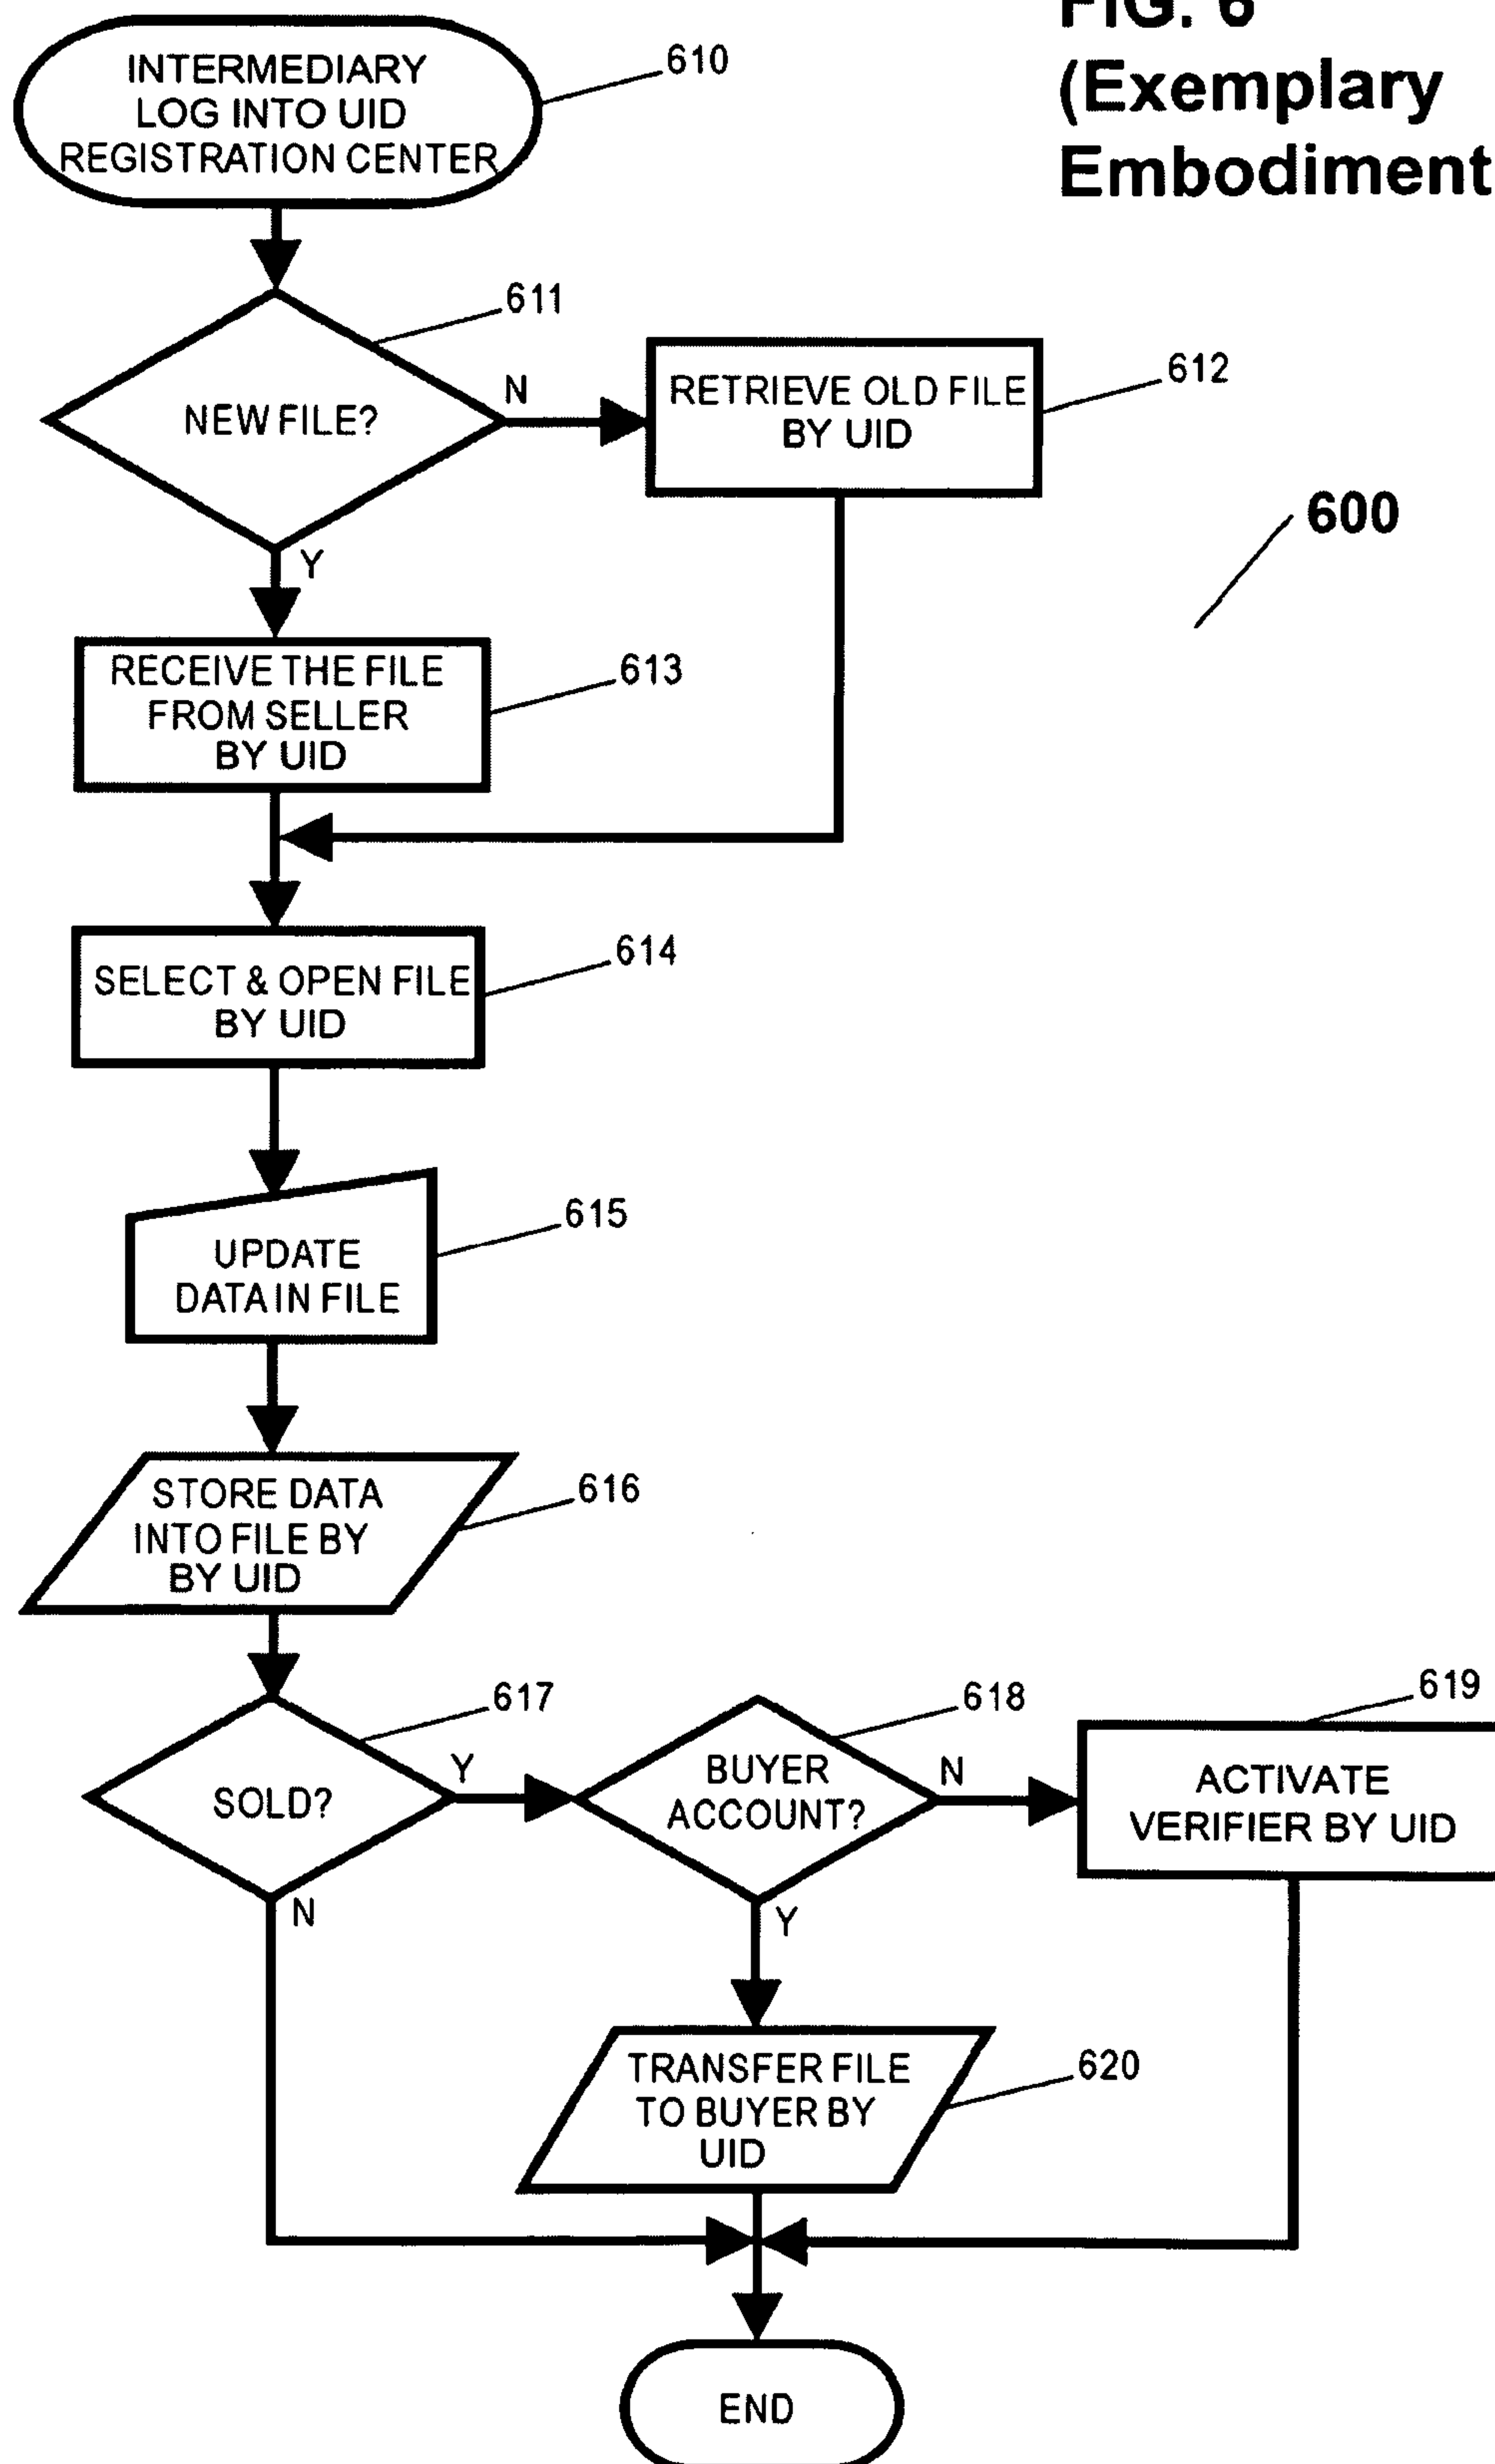 FIG. 6
(Exemplary
Embodiment
INTERMEDIARY
LOG INTO UID
REGISTRATION CENTER
610
NEW FILE?
611
N
Y
RETRIEVE OLD FILE
BY UID
612
600
RECEIVE THE FILE
FROM SELLER
BY UID
613
SELECT & OPEN FILE
BY UID
614
UPDATE
DATA IN FILE
615
STORE DATA
INTO FILE BY
BY UID
616
SOLD?
617
Y
N
BUYER
ACCOUNT?
618
N
Y
ACTIVATE
VERIFIER BY UID
619
TRANSFER FILE
TO BUYER BY
UID
620
END